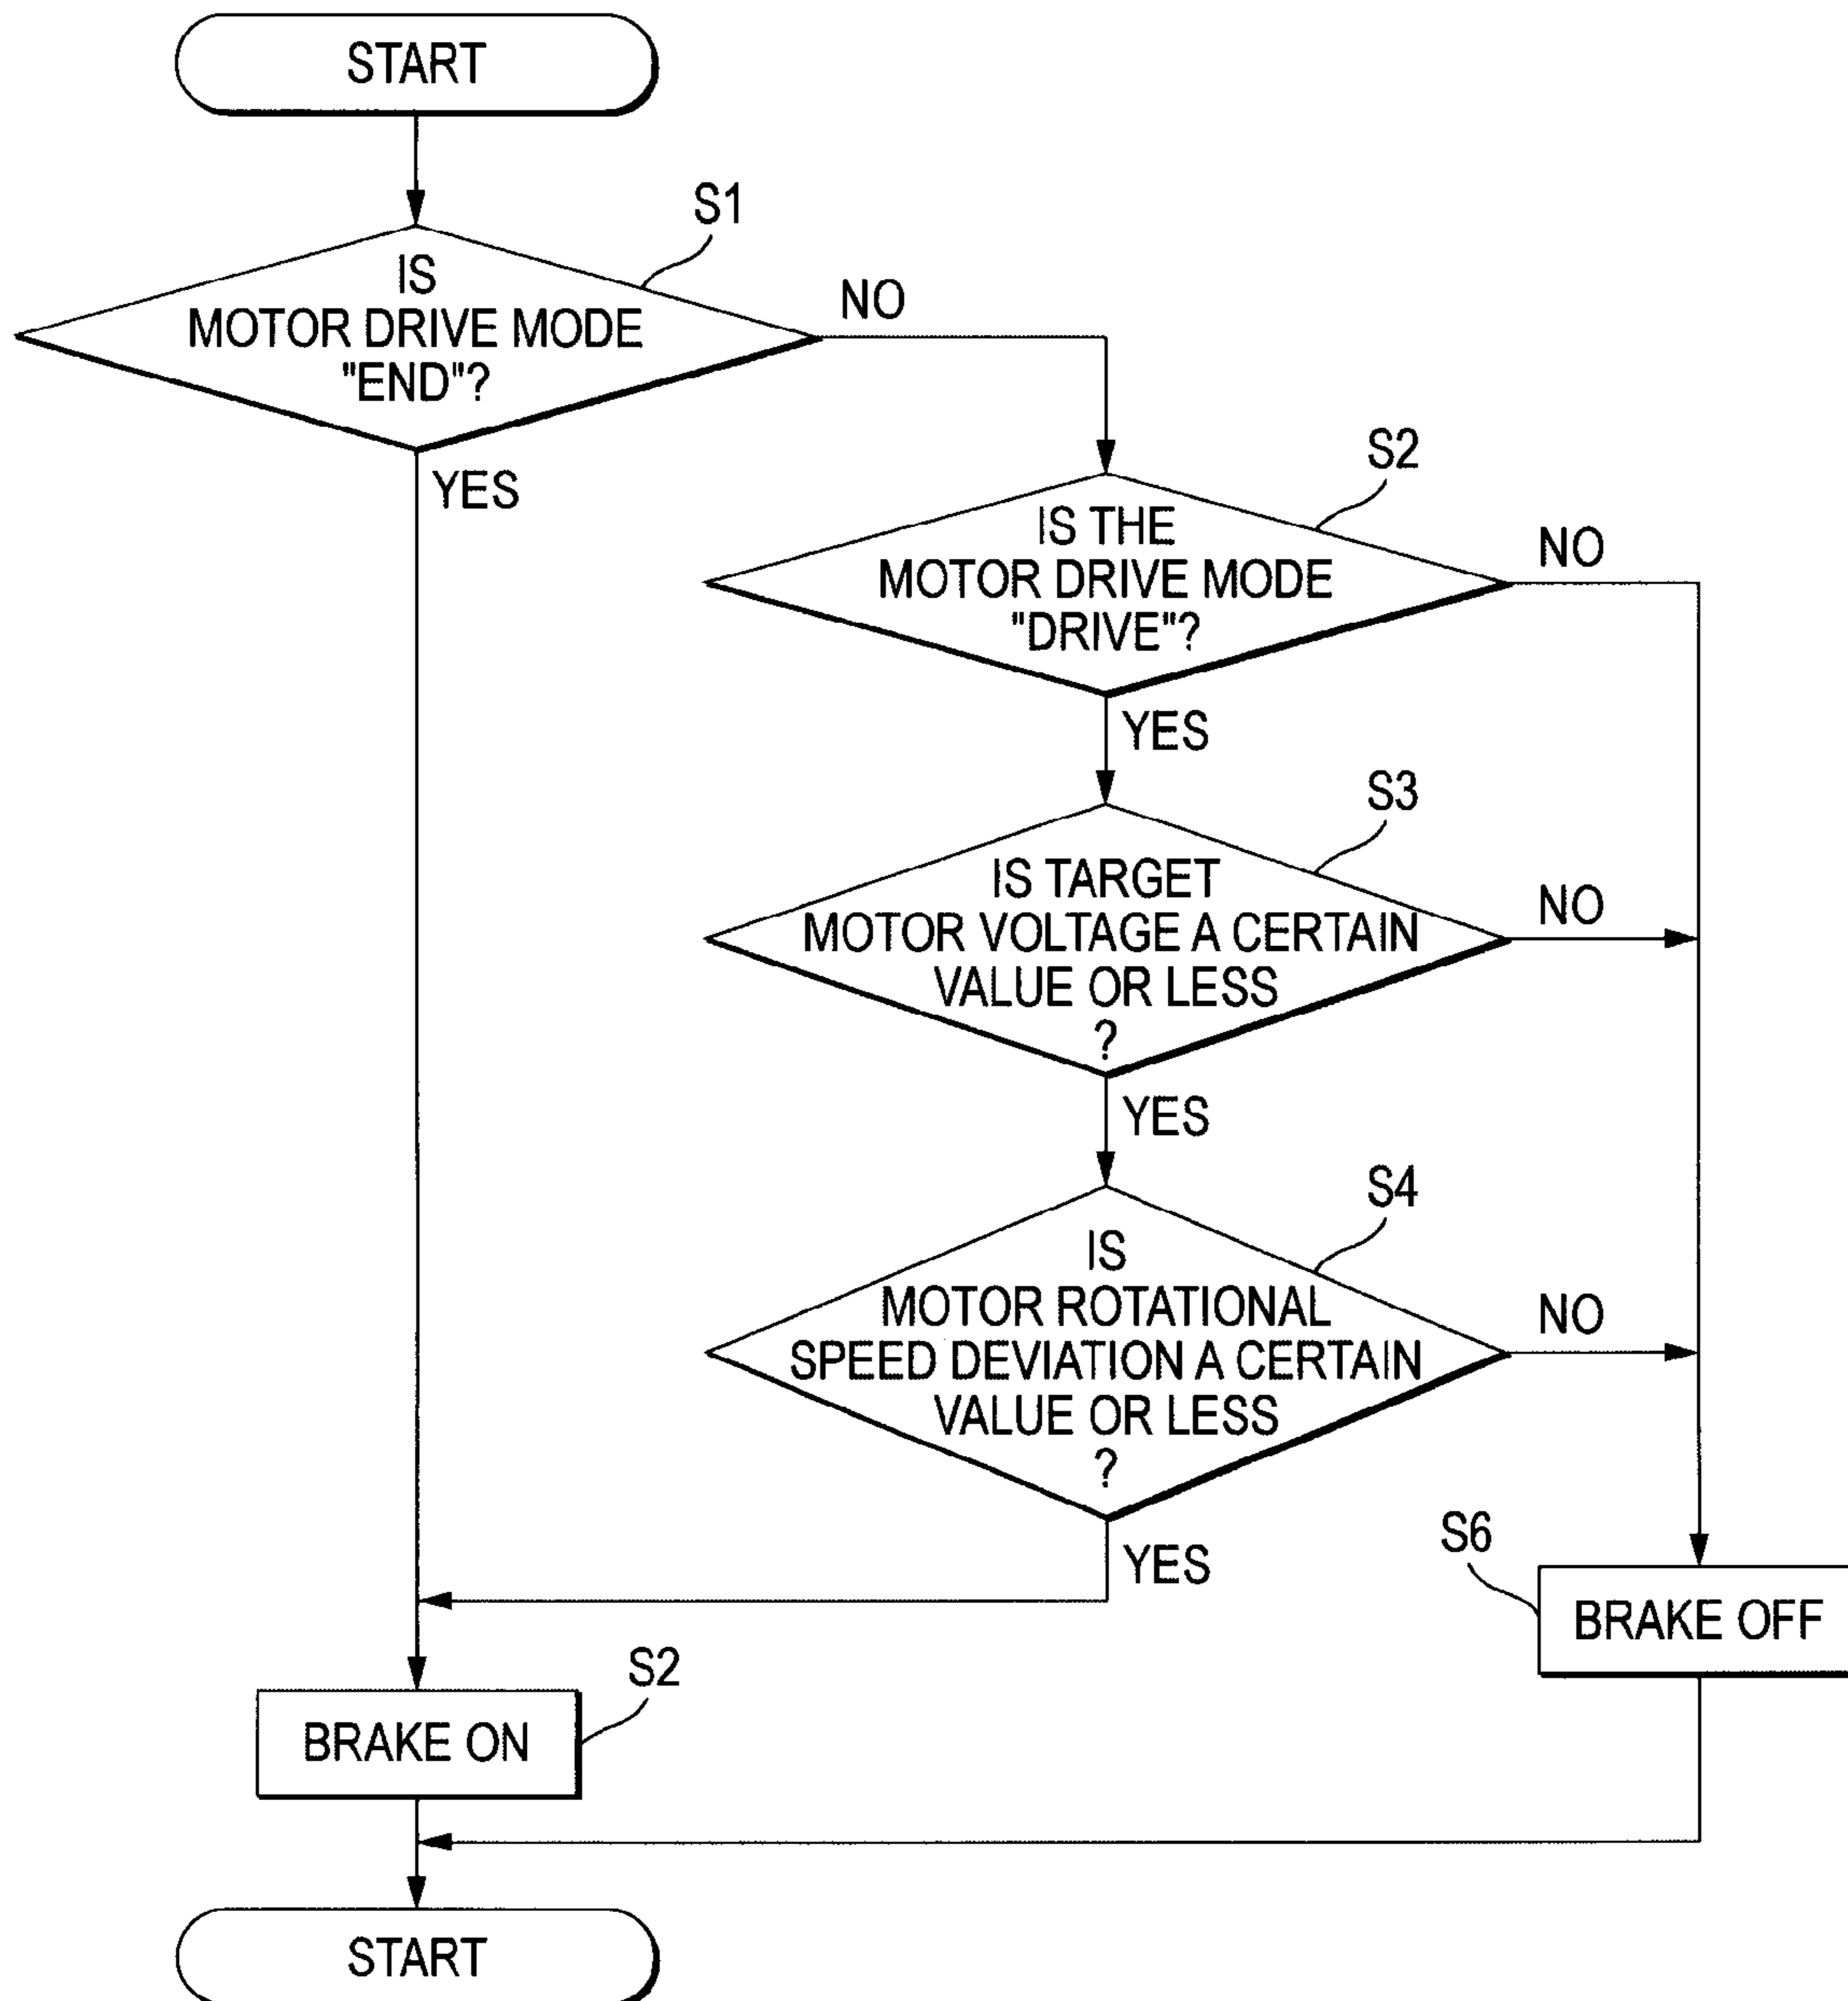 START
S1
IS
MOTOR DRIVE MODE
"END"?
NO
YES
S2
IS THE
MOTOR DRIVE MODE
"DRIVE"?
NO
YES
S3
IS TARGET
MOTOR VOLTAGE A CERTAIN
VALUE OR LESS
?
NO
YES
S4
IS
MOTOR ROTATIONAL
SPEED DEVIATION A CERTAIN
VALUE OR LESS
?
NO
YES
S6
BRAKE OFF
S2
BRAKE ON
START